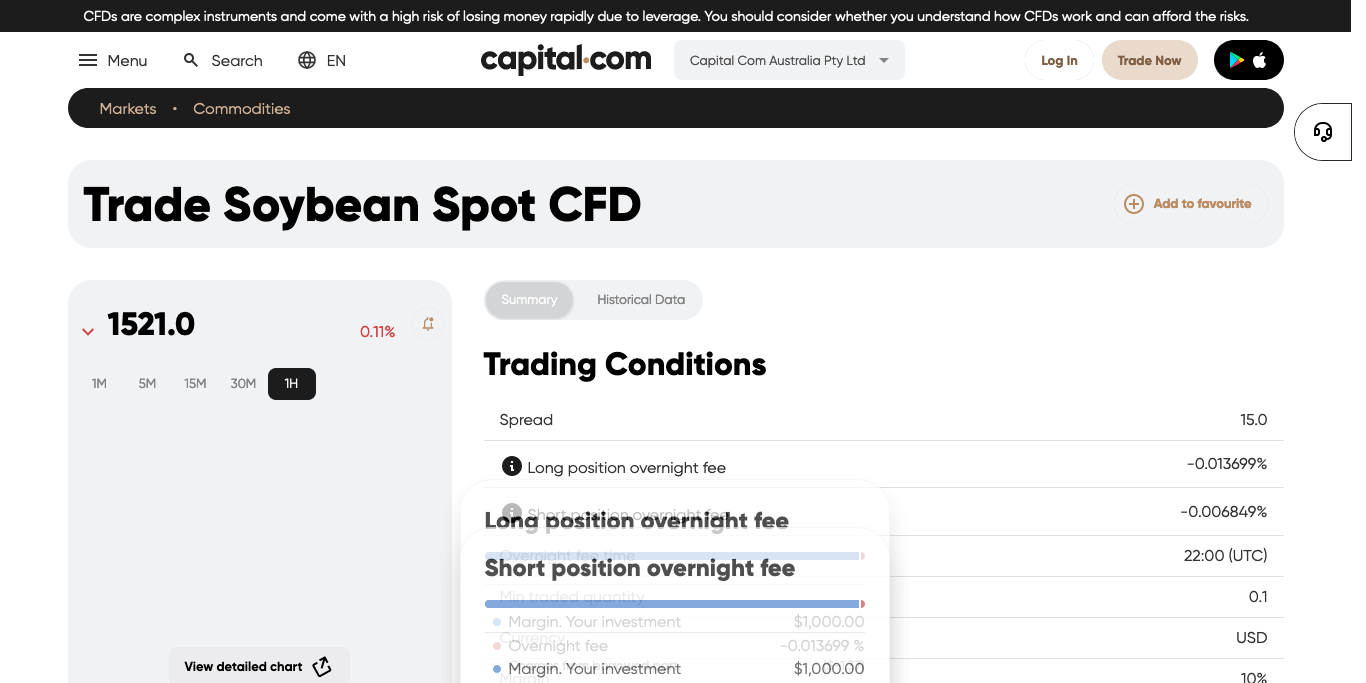 CFDs are complex instruments and come with a high risk of losing money rapidly due to leverage. You should consider whether you understand how CFDs work and can afford the risks.
Menu
Search
EN
capital.com
Capital Com Australia Pty Ltd
Log In
Trade Now
Markets • Commodities
Trade Soybean Spot CFD
Add to favourite
1521.0
0.11%
1M 5M 15M 30M 1H
View detailed chart
Summary
Historical Data
Trading Conditions
Spread 15.0
Long position overnight fee -0.013699%
Short position overnight fee -0.006849%
Overnight fee time 22:00 (UTC)
Min traded quantity 0.1
Currency USD
Margin 10%
Long position overnight fee
Margin. Your investment $1,000.00
Overnight fee -0.013699 %
Short position overnight fee
Margin. Your investment $1,000.00